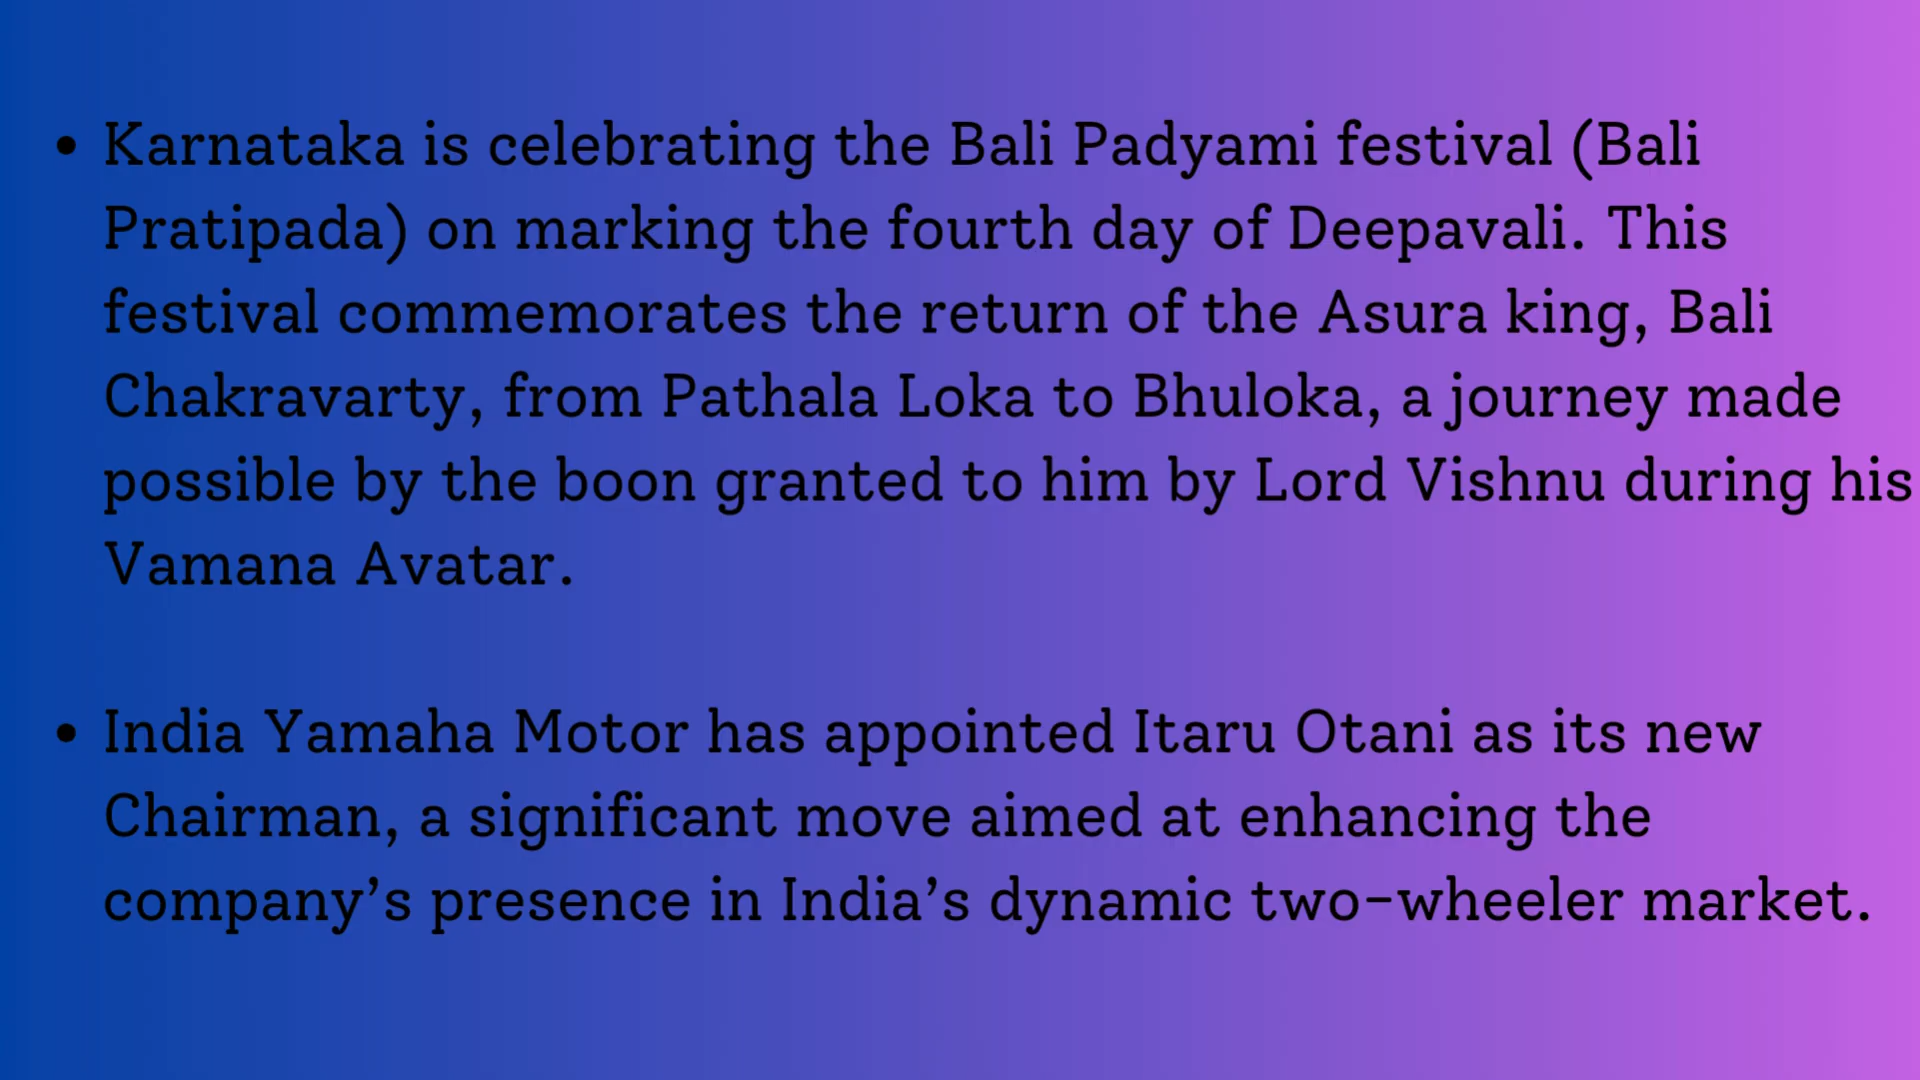 • Karnataka is celebrating the Bali Padyami festival (Bali
Pratipada) on marking the fourth day of Deepavali. This
festival commemorates the return of the Asura king, Bali
Chakravarty, from Pathala Loka to Bhuloka, a journey made
possible by the boon granted to him by Lord Vishnu during his
Vamana Avatar.
• India Yamaha Motor has appointed Itaru Otani as its new
Chairman, a significant move aimed at enhancing the
company’s presence in India’s dynamic two-wheeler market.